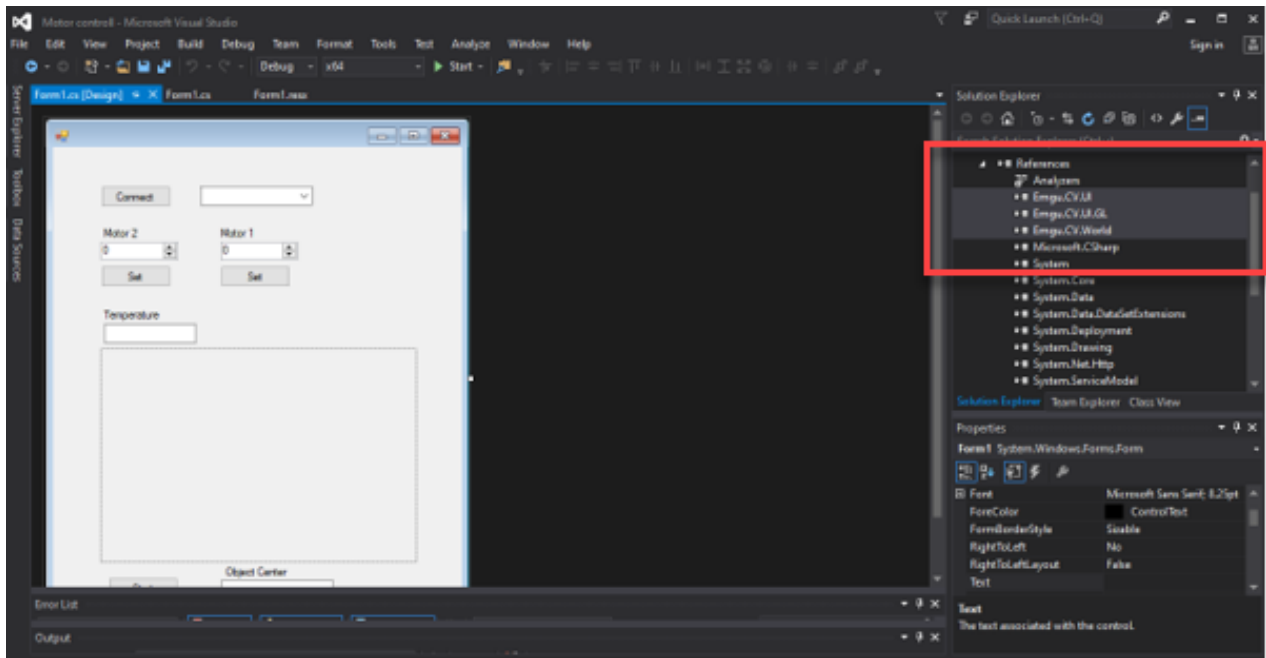 Motor controll - Microsoft Visual Studio
Quick Launch (Ctrl+Q)
File Edit View Project Build Debug Team Format Tools Test Analyze Window Help
Sign in
Debug x64 Start
Form1.cs [Design] Form1.cs Form1.resx
Server Explorer
Toolbox
Data Sources
Connect
Motor 2 Motor 1
0 0
Set Set
Temperature
Object Center
Error List
Output
Solution Explorer
References
Analyzers
Emgu.CV.UI
Emgu.CV.UI.GL
Emgu.CV.World
Microsoft.CSharp
System
System.Core
System.Data
System.Data.DataSetExtensions
System.Deployment
System.Drawing
System.Net.Http
System.ServiceModel
Solution Explorer Team Explorer Class View
Properties
Form1 System.Windows.Forms.Form
Font Microsoft Sans Serif; 8.25pt
ForeColor ControlText
FormBorderStyle Sizable
RightToLeft No
RightToLeftLayout False
Text
Text
The text associated with the control.